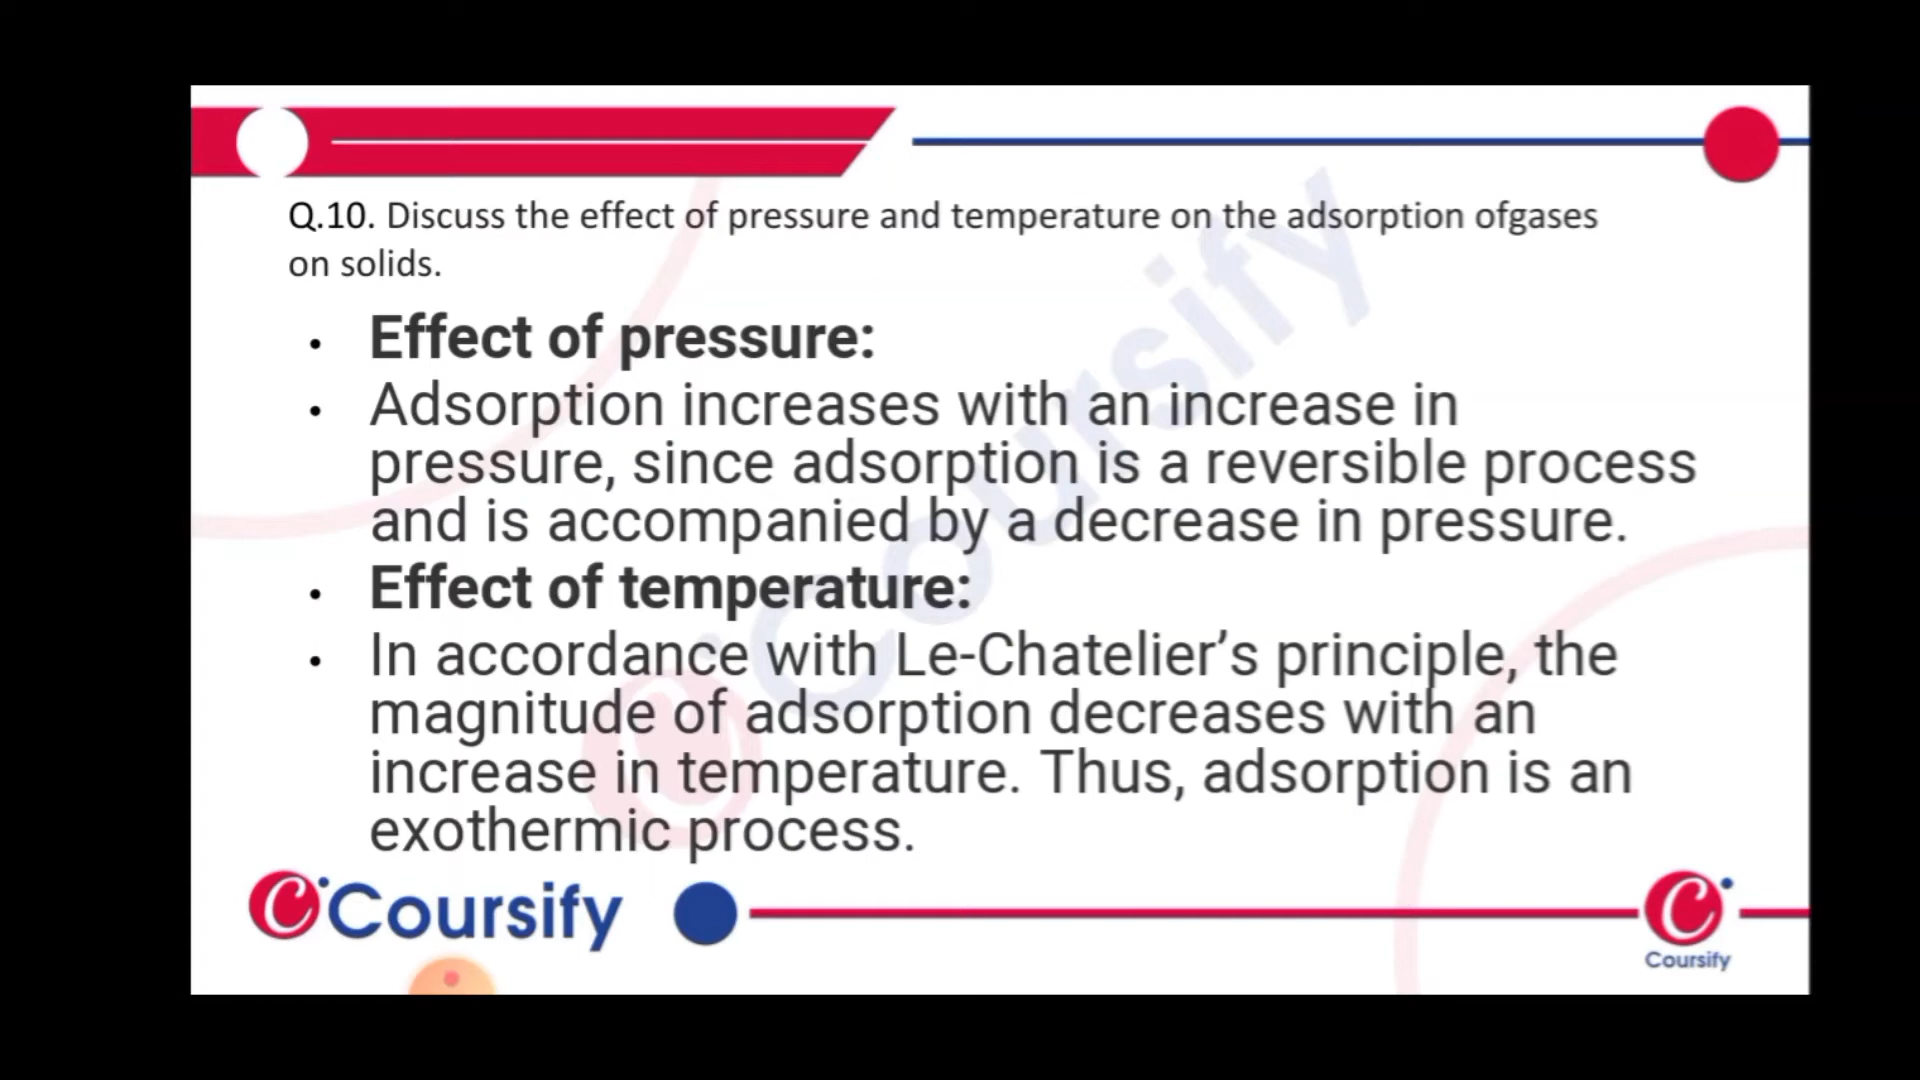 Q.10. Discuss the effect of pressure and temperature on the adsorption ofgases
on solids.
• Effect of pressure:
• Adsorption increases with an increase in
pressure, since adsorption is a reversible process
and is accompanied by a decrease in pressure.
• Effect of temperature:
• In accordance with Le-Chatelier’s principle, the
magnitude of adsorption decreases with an
increase in temperature. Thus, adsorption is an
exothermic process.
Coursify
Coursify
Coursify